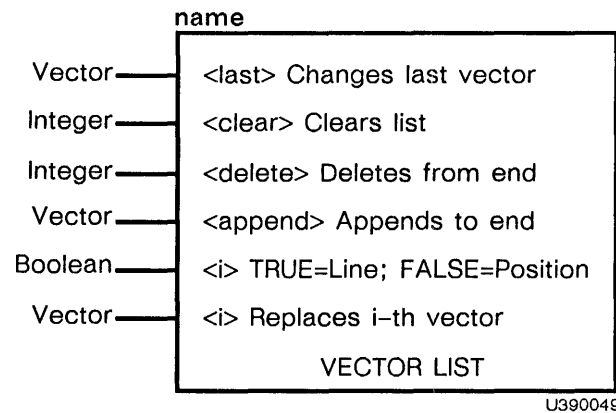 name
Vector <last> Changes last vector
Integer <clear> Clears list
Integer <delete> Deletes from end
Vector <append> Appends to end
Boolean <i> TRUE=Line; FALSE=Position
Vector <i> Replaces i-th vector
VECTOR LIST
U390049